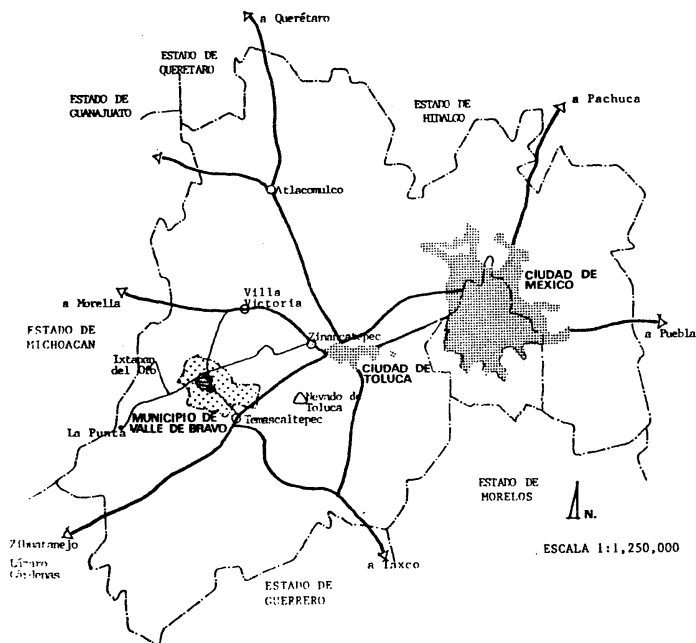 a Querétaro
ESTADO DE
QUERETARO
ESTADO DE
GUANAJUATO
ESTADO DE
HIDALGO
a Pachuca
Atlacomulco
CIUDAD DE
MEXICO
Villa
Victoria
a Morelia
ESTADO DE
MICHOACAN
Zinancatepec
a Puebla
Ixtapan
del Oro
CIUDAD DE
TOLUCA
Nevado de
Toluca
MUNICIPIO DE
VALLE DE BRAVO
Temascaltepec
La Punta
ESTADO DE
MORELOS
N.
ESCALA 1:1,250,000
Zihuatanejo
Lázaro
Cárdenas
a Taxco
ESTADO DE
GUERRERO